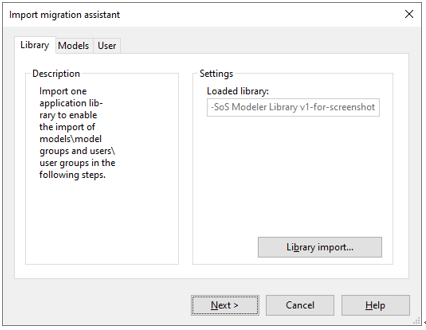 Import migration assistant
Library Models User
Description
Import one
application lib-
rary to enable
the import of
models\model
groups and users\
user groups in the
following steps.
Settings
Loaded library:
-SoS Modeler Library v1-for-screenshot
Library import...
Next > Cancel Help